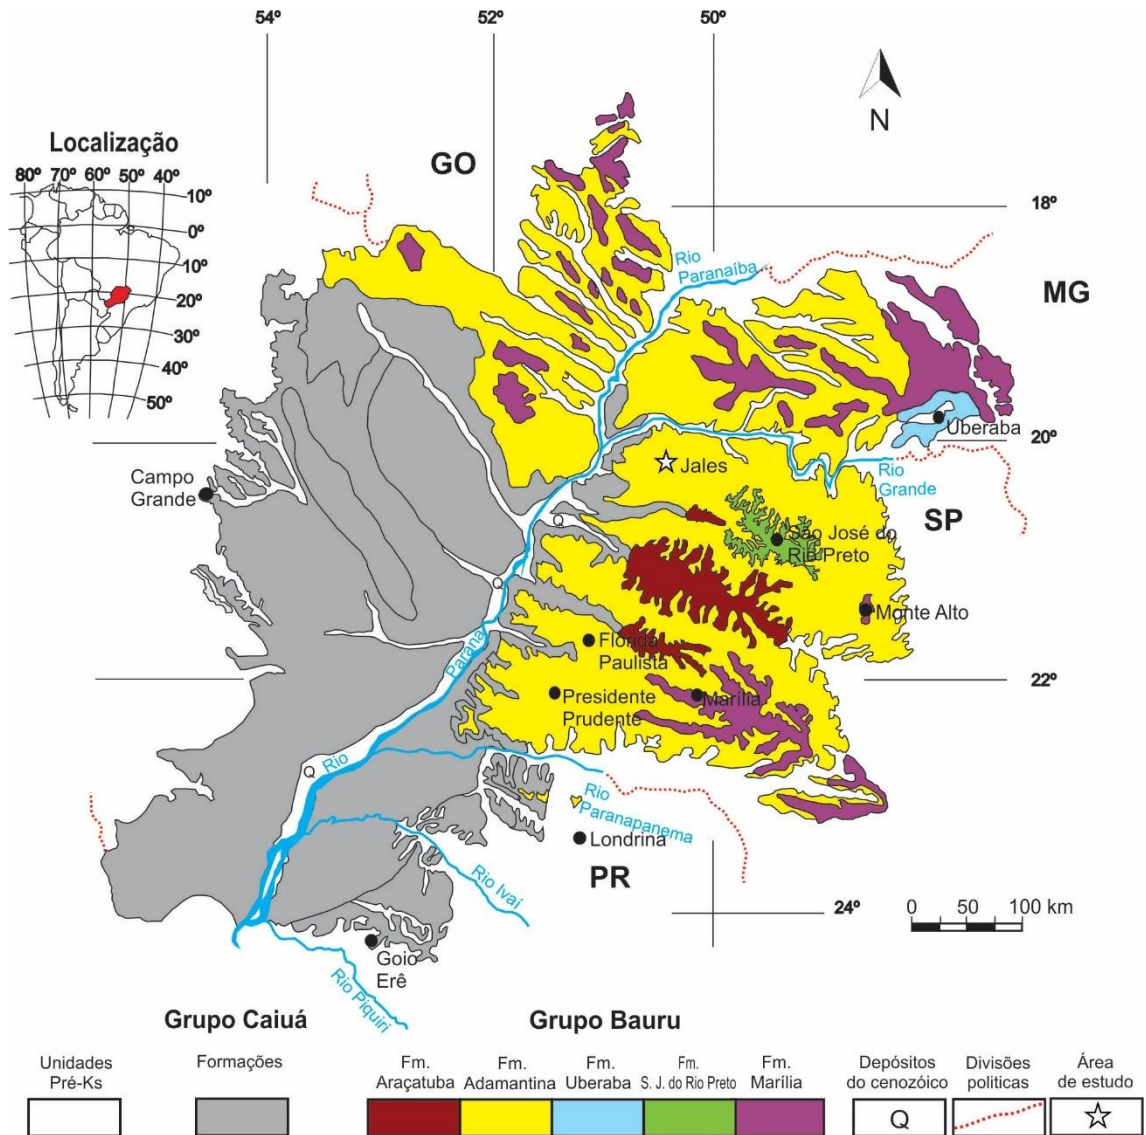 54º
52º
50º
N
Localização
80º 70º 60º 50º 40º
10º
0º
10º
20º
30º
40º
50º
GO
18º
Rio
Paranaíba
MG
Uberaba
20º
Campo
Grande
Jales
Rio
Grande
SP
Q
São José do
Rio Preto
Q
Monte Alto
Paraná
Flórida
Paulista
22º
Presidente
Prudente
Marília
Q
Rio
Rio
Paranapanema
Londrina
PR
Rio Ivaí
24º
0 50 100 km
Goio
Erê
Rio Piquiri
Grupo Caiuá
Grupo Bauru
Unidades
Pré-Ks
Formações
Fm.
Araçatuba
Fm.
Adamantina
Fm.
Uberaba
Fm.
S. J. do Rio Preto
Fm.
Marília
Depósitos
do cenozóico
Divisões
politicas
Área
de estudo
Q